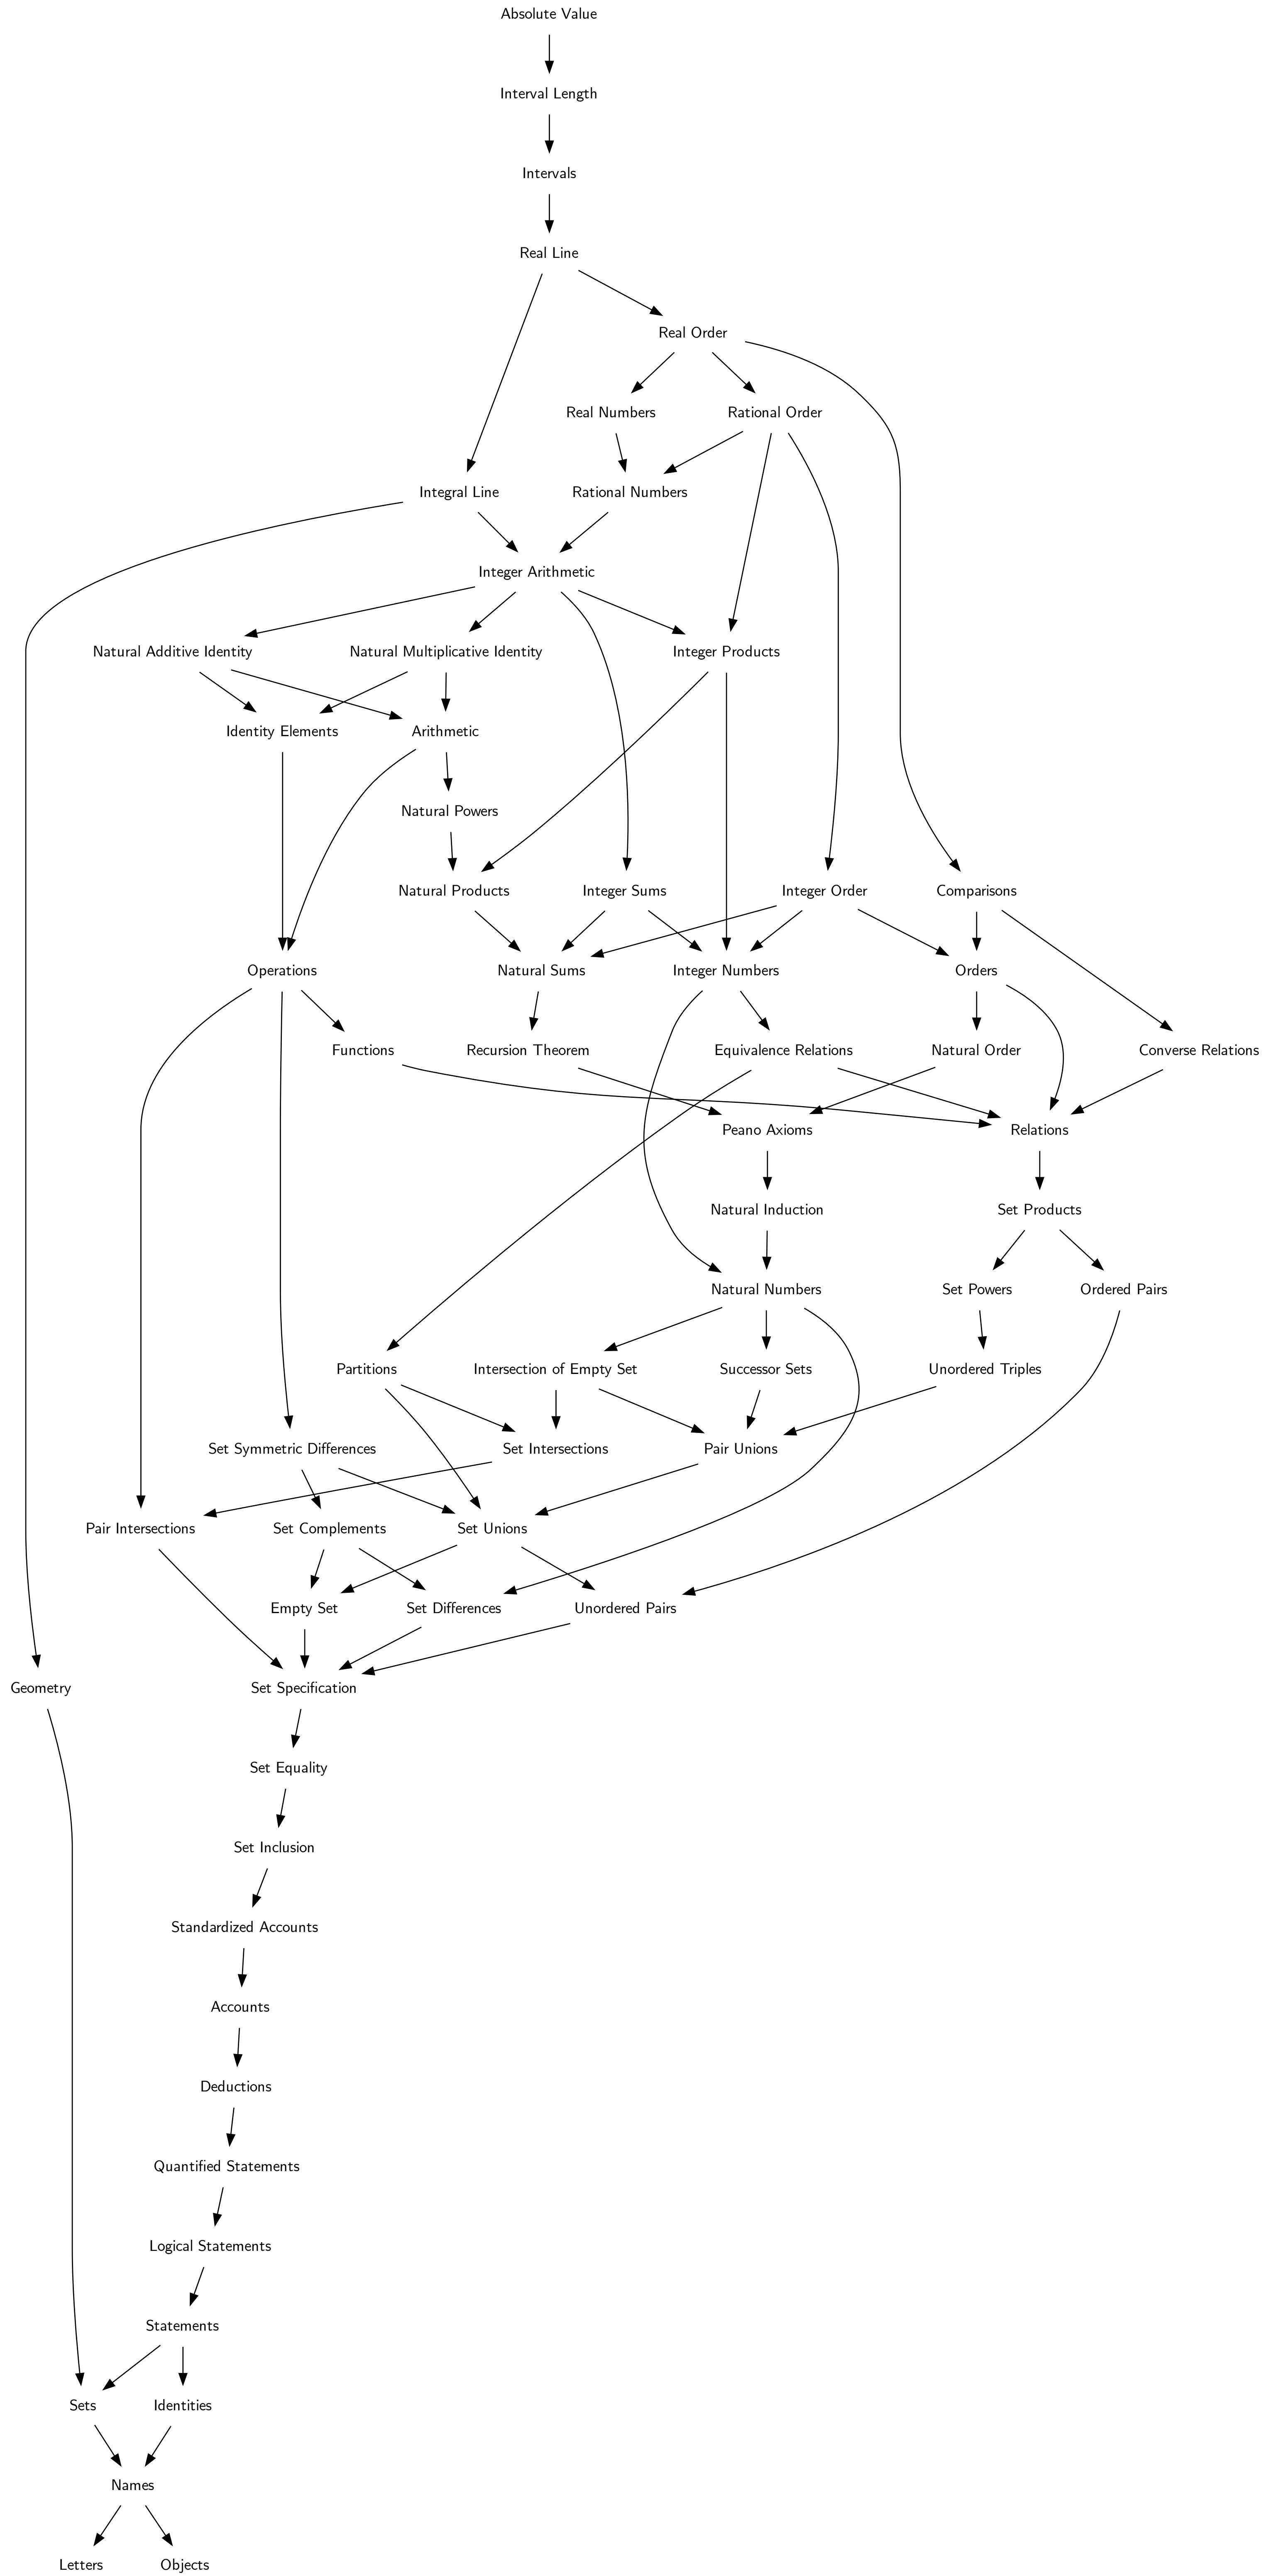 Absolute Value
Interval Length
Intervals
Real Line
Real Order
Real Numbers
Rational Order
Integral Line
Rational Numbers
Integer Arithmetic
Natural Additive Identity
Natural Multiplicative Identity
Integer Products
Identity Elements
Arithmetic
Natural Powers
Natural Products
Integer Sums
Integer Order
Comparisons
Operations
Natural Sums
Integer Numbers
Orders
Functions
Recursion Theorem
Equivalence Relations
Natural Order
Converse Relations
Peano Axioms
Relations
Natural Induction
Set Products
Natural Numbers
Set Powers
Ordered Pairs
Partitions
Intersection of Empty Set
Successor Sets
Unordered Triples
Set Symmetric Differences
Set Intersections
Pair Unions
Pair Intersections
Set Complements
Set Unions
Empty Set
Set Differences
Unordered Pairs
Geometry
Set Specification
Set Equality
Set Inclusion
Standardized Accounts
Accounts
Deductions
Quantified Statements
Logical Statements
Statements
Sets
Identities
Names
Letters
Objects